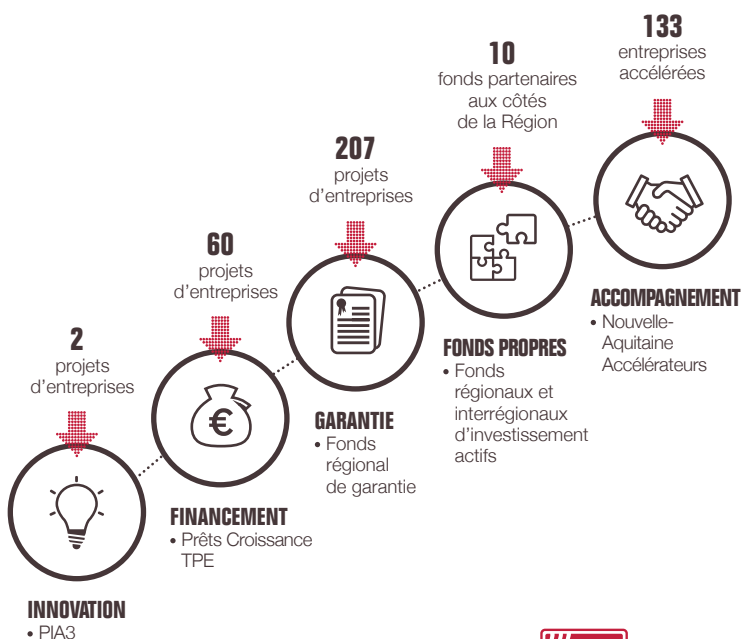 133
entreprises
accélérées
10
fonds partenaires
aux côtés
de la Région
207
projets
d'entreprises
60
projets
d'entreprises
2
projets
d'entreprises
ACCOMPAGNEMENT
• Nouvelle-
Aquitaine
Accélérateurs
FONDS PROPRES
• Fonds
régionaux et
interrégionaux
d'investissement
actifs
GARANTIE
• Fonds
régional
de garantie
€
FINANCEMENT
• Prêts Croissance
TPE
INNOVATION
• PIA3